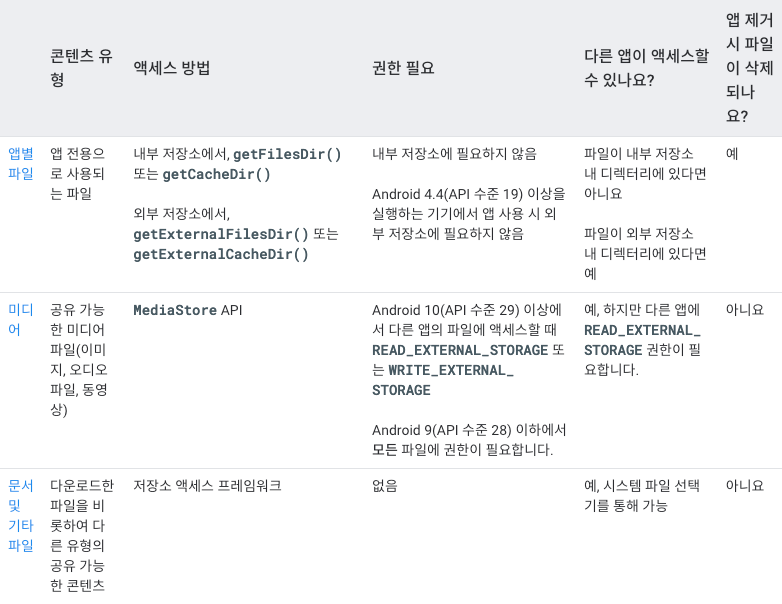 콘텐츠 유
형
액세스 방법
권한 필요
다른 앱이 액세스할
수 있나요?
앱 제거
시 파일
이 삭제
되나
요?
앱별
파일
앱 전용으
로 사용되
는 파일
내부 저장소에서, getFilesDir()
또는 getCacheDir()
외부 저장소에서,
getExternalFilesDir() 또는
getExternalCacheDir()
내부 저장소에 필요하지 않음
Android 4.4(API 수준 19) 이상을
실행하는 기기에서 앱 사용 시 외
부 저장소에 필요하지 않음
파일이 내부 저장소
내 디렉터리에 있다면
아니요
파일이 외부 저장소
내 디렉터리에 있다면
예
예
미디
어
공유 가능
한 미디어
파일(이미
지, 오디오
파일, 동영
상)
MediaStore API
Android 10(API 수준 29) 이상에
서 다른 앱의 파일에 액세스할 때
READ_EXTERNAL_STORAGE 또
는 WRITE_EXTERNAL_
STORAGE
Android 9(API 수준 28) 이하에서
모든 파일에 권한이 필요합니다.
예, 하지만 다른 앱에
READ_EXTERNAL_
STORAGE 권한이 필
요합니다.
아니요
문서
및
기타
파일
다운로드한
파일을 비
롯하여 다
른 유형의
공유 가능
한 콘텐츠
저장소 액세스 프레임워크
없음
예, 시스템 파일 선택
기를 통해 가능
아니요